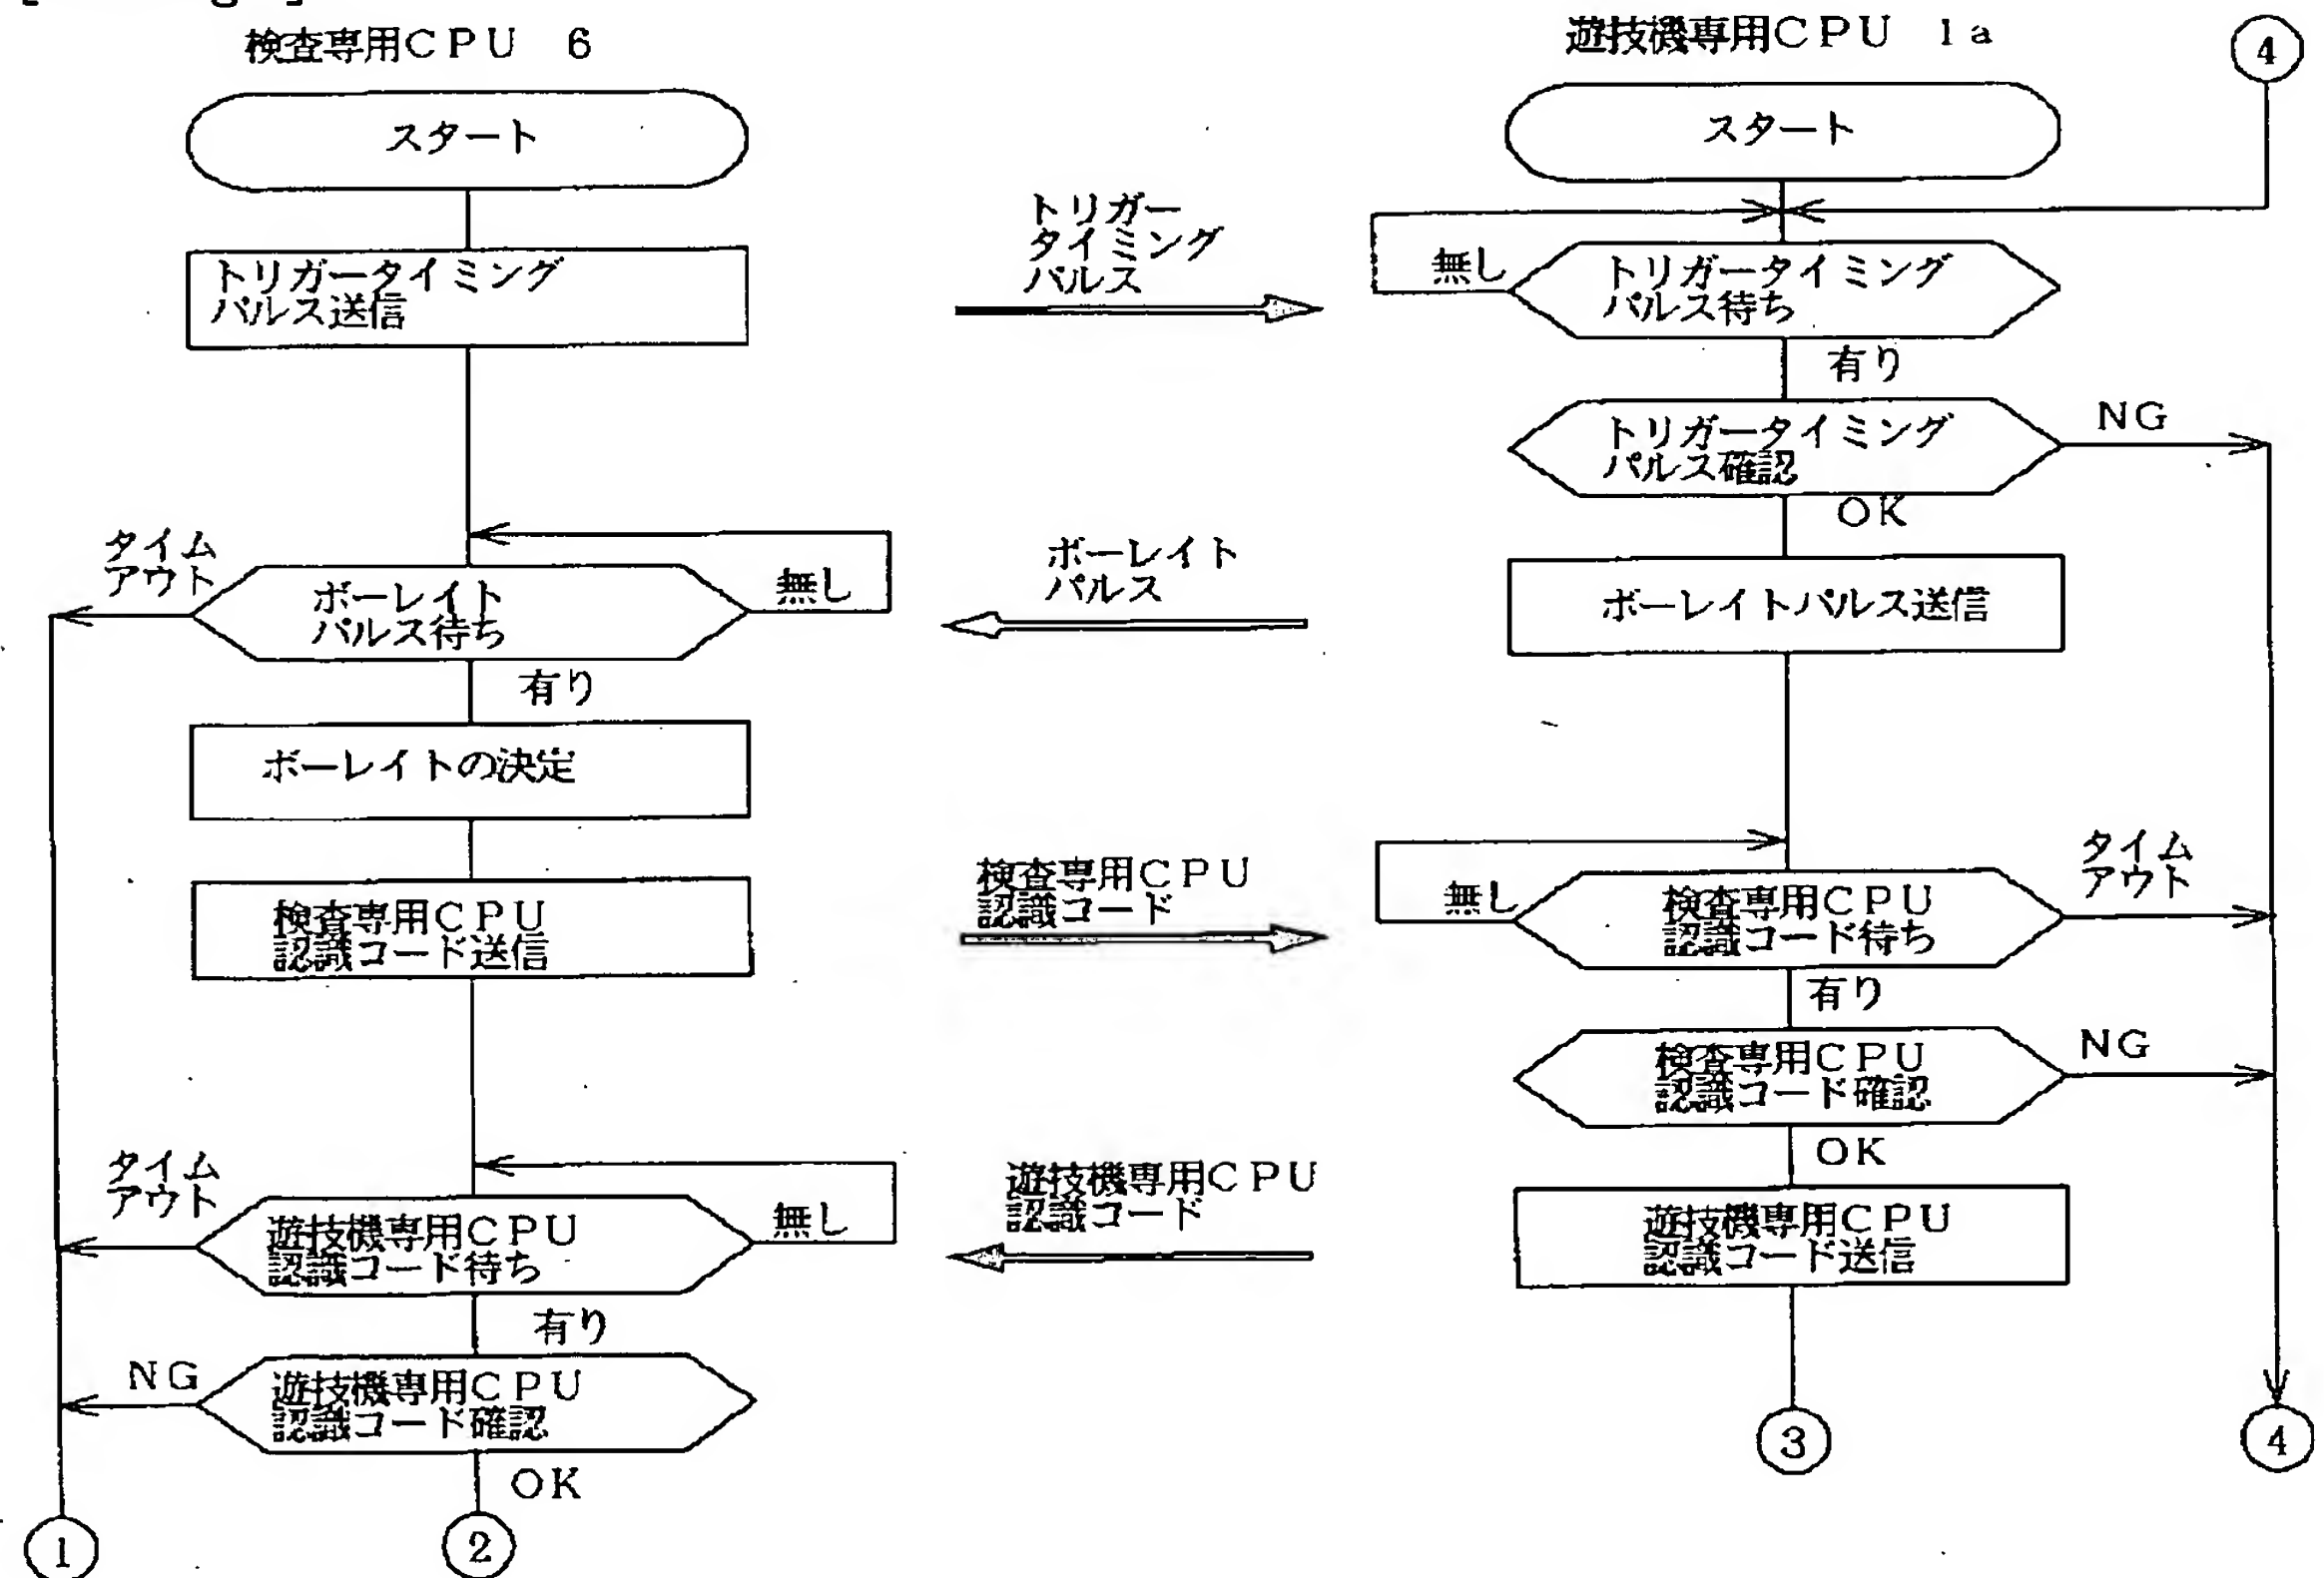 検査専用CPU 6
スタート
トリガータイミング
パルス送信
タイム
アウト
ボーレイト
パルス待ち
無し
有り
ボーレイトの決定
検査専用CPU
認識コード送信
タイム
アウト
遊技機専用CPU
認識コード待ち
無し
有り
NG
遊技機専用CPU
認識コード確認
OK
1
2
トリガー
タイミング
パルス
ボーレイト
パルス
検査専用CPU
認識コード
遊技機専用CPU
認識コード
遊技機専用CPU 1a
4
スタート
無し
トリガータイミング
パルス待ち
有り
トリガータイミング
パルス確認
NG
OK
ボーレイトパルス送信
無し
検査専用CPU
認識コード待ち
タイム
アウト
有り
検査専用CPU
認識コード確認
NG
OK
遊技機専用CPU
認識コード送信
3
4